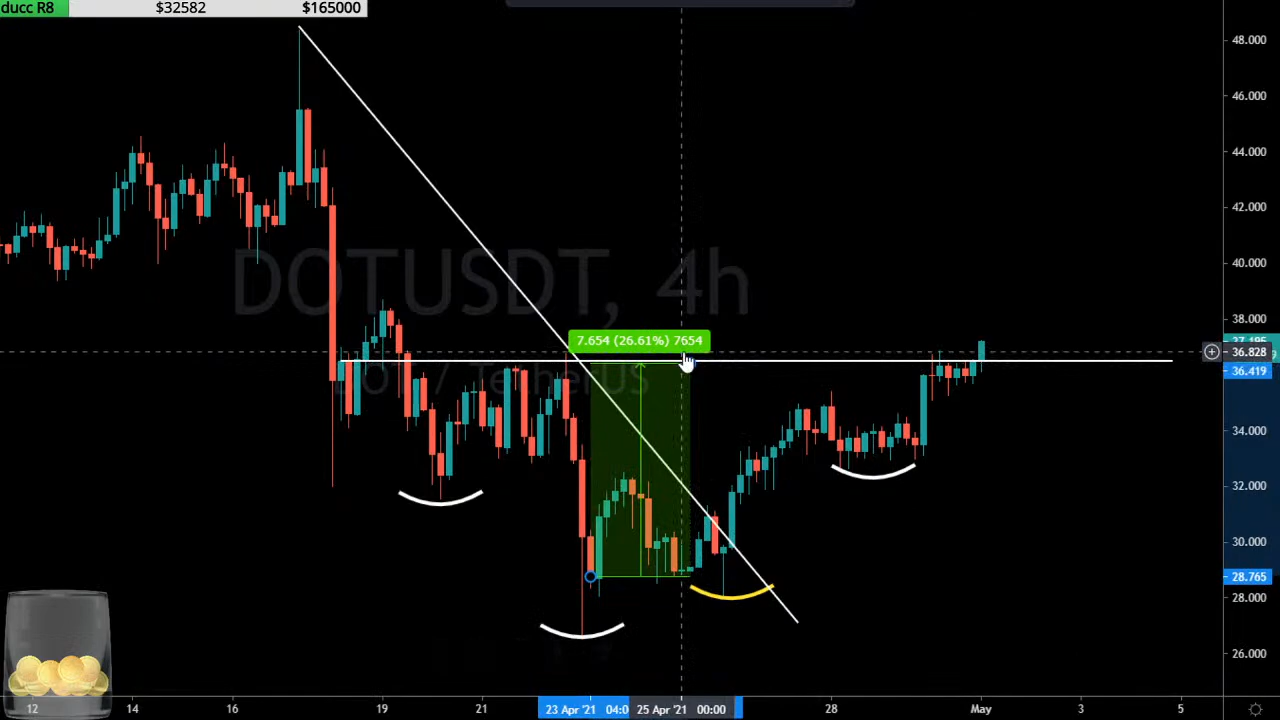 ducc R8 $32582 $165000
48.000
46.000
44.000
42.000
40.000
DOTUSDT, 4h
38.000
7.654 (26.61%) 7654
36.828
DOT / TetherUS
36.419
34.000
32.000
30.000
28.765
28.000
26.000
12 14 16 19 21 23 Apr '21 04:0 25 Apr '21 00:00 28 May 3 5